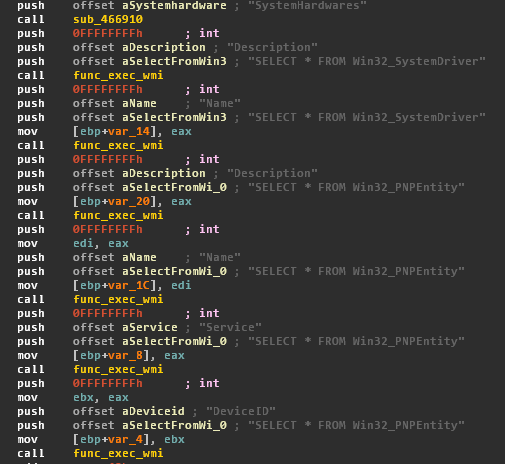 push offset aSystemhardware ; "SystemHardwares"
call sub_466910
push 0FFFFFFFFh ; int
push offset aDescription ; "Description"
push offset aSelectFromWin3 ; "SELECT * FROM Win32_SystemDriver"
call func_exec_wmi
push 0FFFFFFFFh ; int
push offset aName ; "Name"
push offset aSelectFromWin3 ; "SELECT * FROM Win32_SystemDriver"
mov [ebp+var_14], eax
call func_exec_wmi
push 0FFFFFFFFh ; int
push offset aDescription ; "Description"
push offset aSelectFromWi_0 ; "SELECT * FROM Win32_PNPEntity"
mov [ebp+var_20], eax
call func_exec_wmi
push 0FFFFFFFFh ; int
mov edi, eax
push offset aName ; "Name"
push offset aSelectFromWi_0 ; "SELECT * FROM Win32_PNPEntity"
mov [ebp+var_1C], edi
call func_exec_wmi
push 0FFFFFFFFh ; int
push offset aService ; "Service"
push offset aSelectFromWi_0 ; "SELECT * FROM Win32_PNPEntity"
mov [ebp+var_8], eax
call func_exec_wmi
push 0FFFFFFFFh ; int
mov ebx, eax
push offset aDeviceid ; "DeviceID"
push offset aSelectFromWi_0 ; "SELECT * FROM Win32_PNPEntity"
mov [ebp+var_4], ebx
call func_exec_wmi